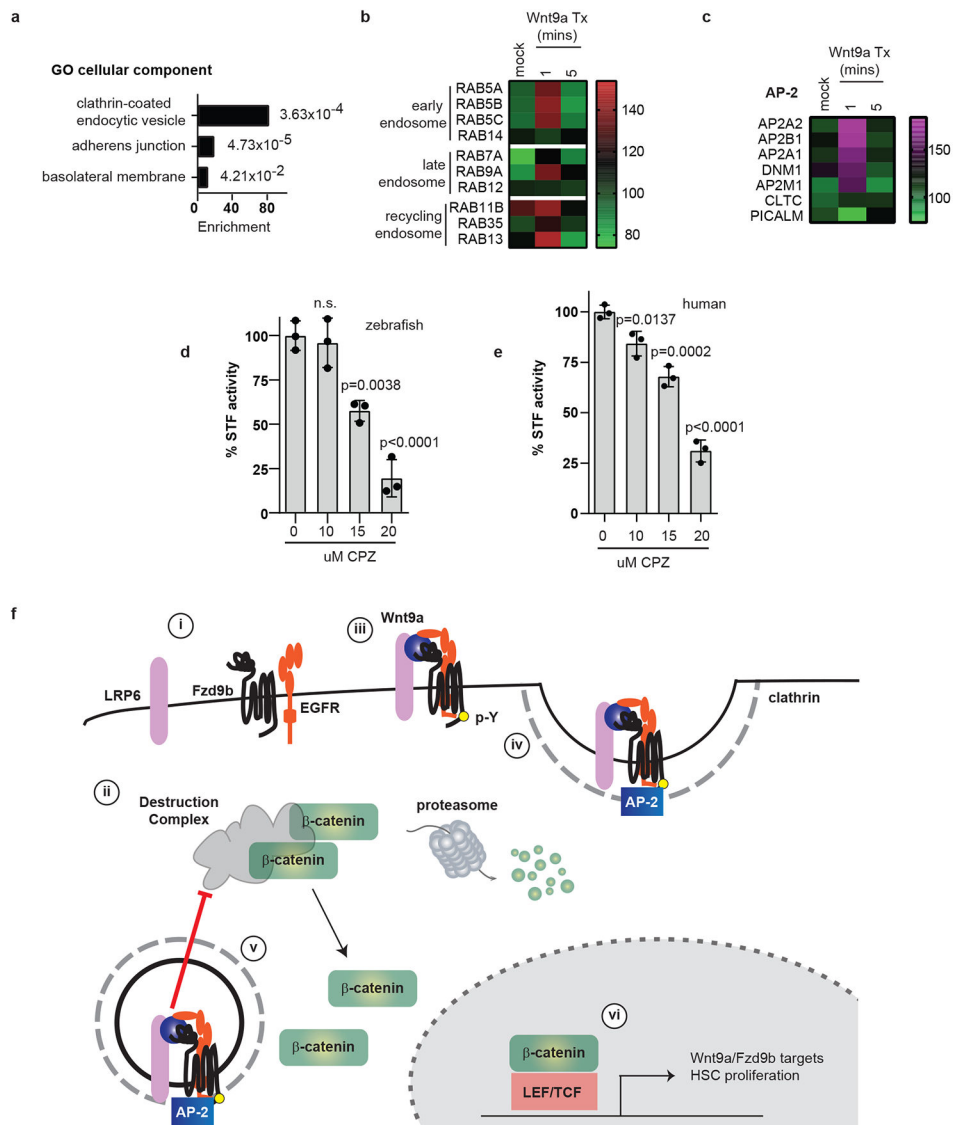 a
GO cellular component
clathrin-coated
endocytic vesicle
3.63x10-4
adherens junction
4.73x10-5
basolateral membrane
4.21x10-2
0 40 80
Enrichment
b
Wnt9a Tx
(mins)
mock 1 5
early
endosome
RAB5A
RAB5B
RAB5C
RAB14
late
endosome
RAB7A
RAB9A
RAB12
recycling
endosome
RAB11B
RAB35
RAB13
140
120
100
80
c
Wnt9a Tx
(mins)
AP-2
mock 1 5
AP2A2
AP2B1
AP2A1
DNM1
AP2M1
CLTC
PICALM
150
100
d
zebrafish
% STF activity
100
75
50
25
0
n.s.
p=0.0038
p<0.0001
0 10 15 20
uM CPZ
e
human
% STF activity
100
75
50
25
0
p=0.0137
p=0.0002
p<0.0001
0 10 15 20
uM CPZ
f
i
LRP6
Fzd9b
EGFR
iii
Wnt9a
p-Y
iv
clathrin
AP-2
ii
Destruction
Complex
β-catenin
β-catenin
proteasome
v
AP-2
β-catenin
β-catenin
vi
β-catenin
LEF/TCF
Wnt9a/Fzd9b targets
HSC proliferation